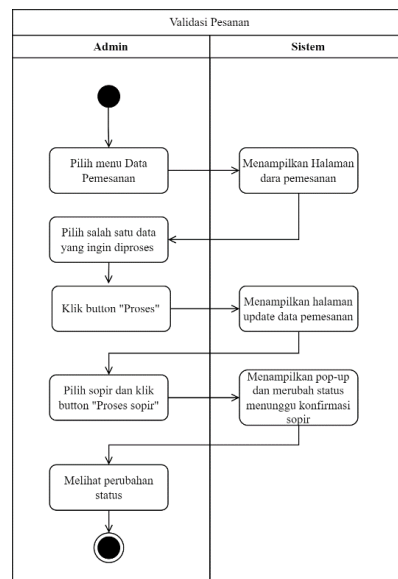 Validasi Pesanan
Admin
Sistem
Pilih menu Data
Pemesanan
Menampilkan Halaman
dara pemesanan
Pilih salah satu data
yang ingin diproses
Klik button "Proses"
Menampilkan halaman
update data pemesanan
Pilih sopir dan klik
button "Proses sopir"
Menampilkan pop-up
dan merubah status
menunggu konfirmasi
sopir
Melihat perubahan
status